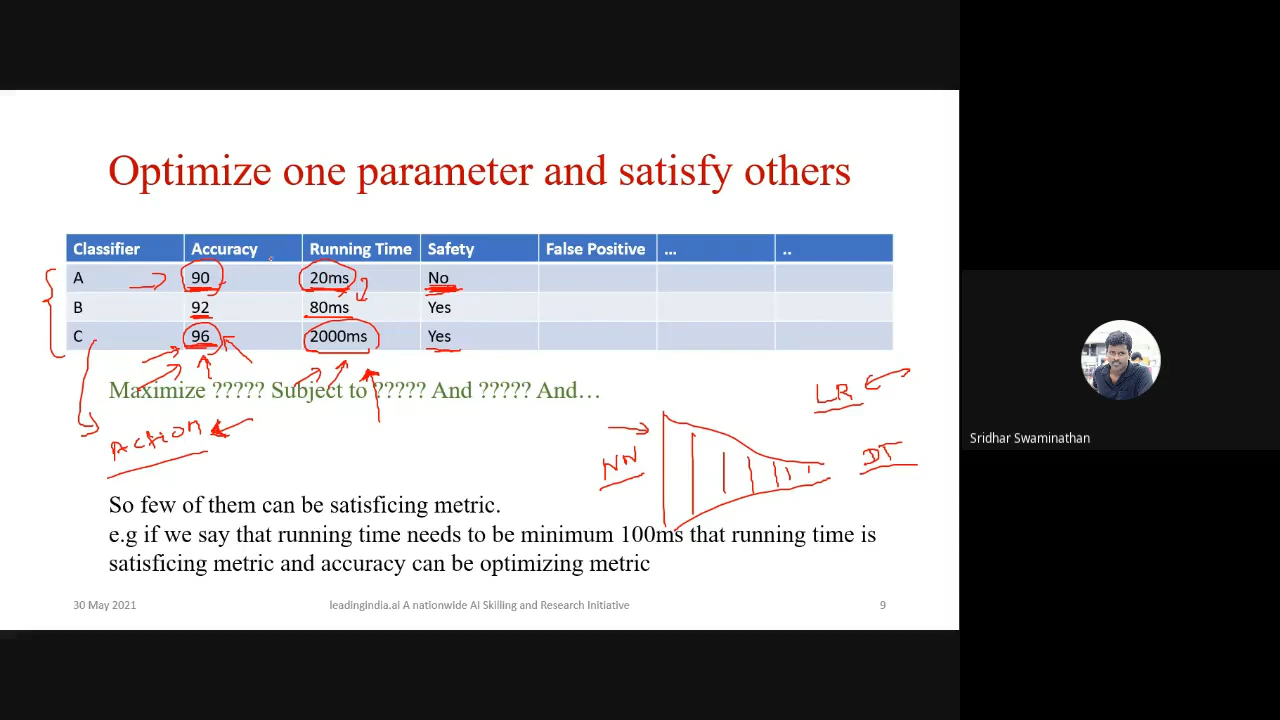 Optimize one parameter and satisfy others
Classifier Accuracy Running Time Safety False Positive ... ..
A 90 20ms No
B 92 80ms Yes
C 96 2000ms Yes
Maximize ????? Subject to ????? And ????? And…
LR
Action
NN
DT
So few of them can be satisficing metric.
e.g if we say that running time needs to be minimum 100ms that running time is
satisficing metric and accuracy can be optimizing metric
30 May 2021 leadingindia.ai A nationwide AI Skilling and Research Initiative 9
Sridhar Swaminathan